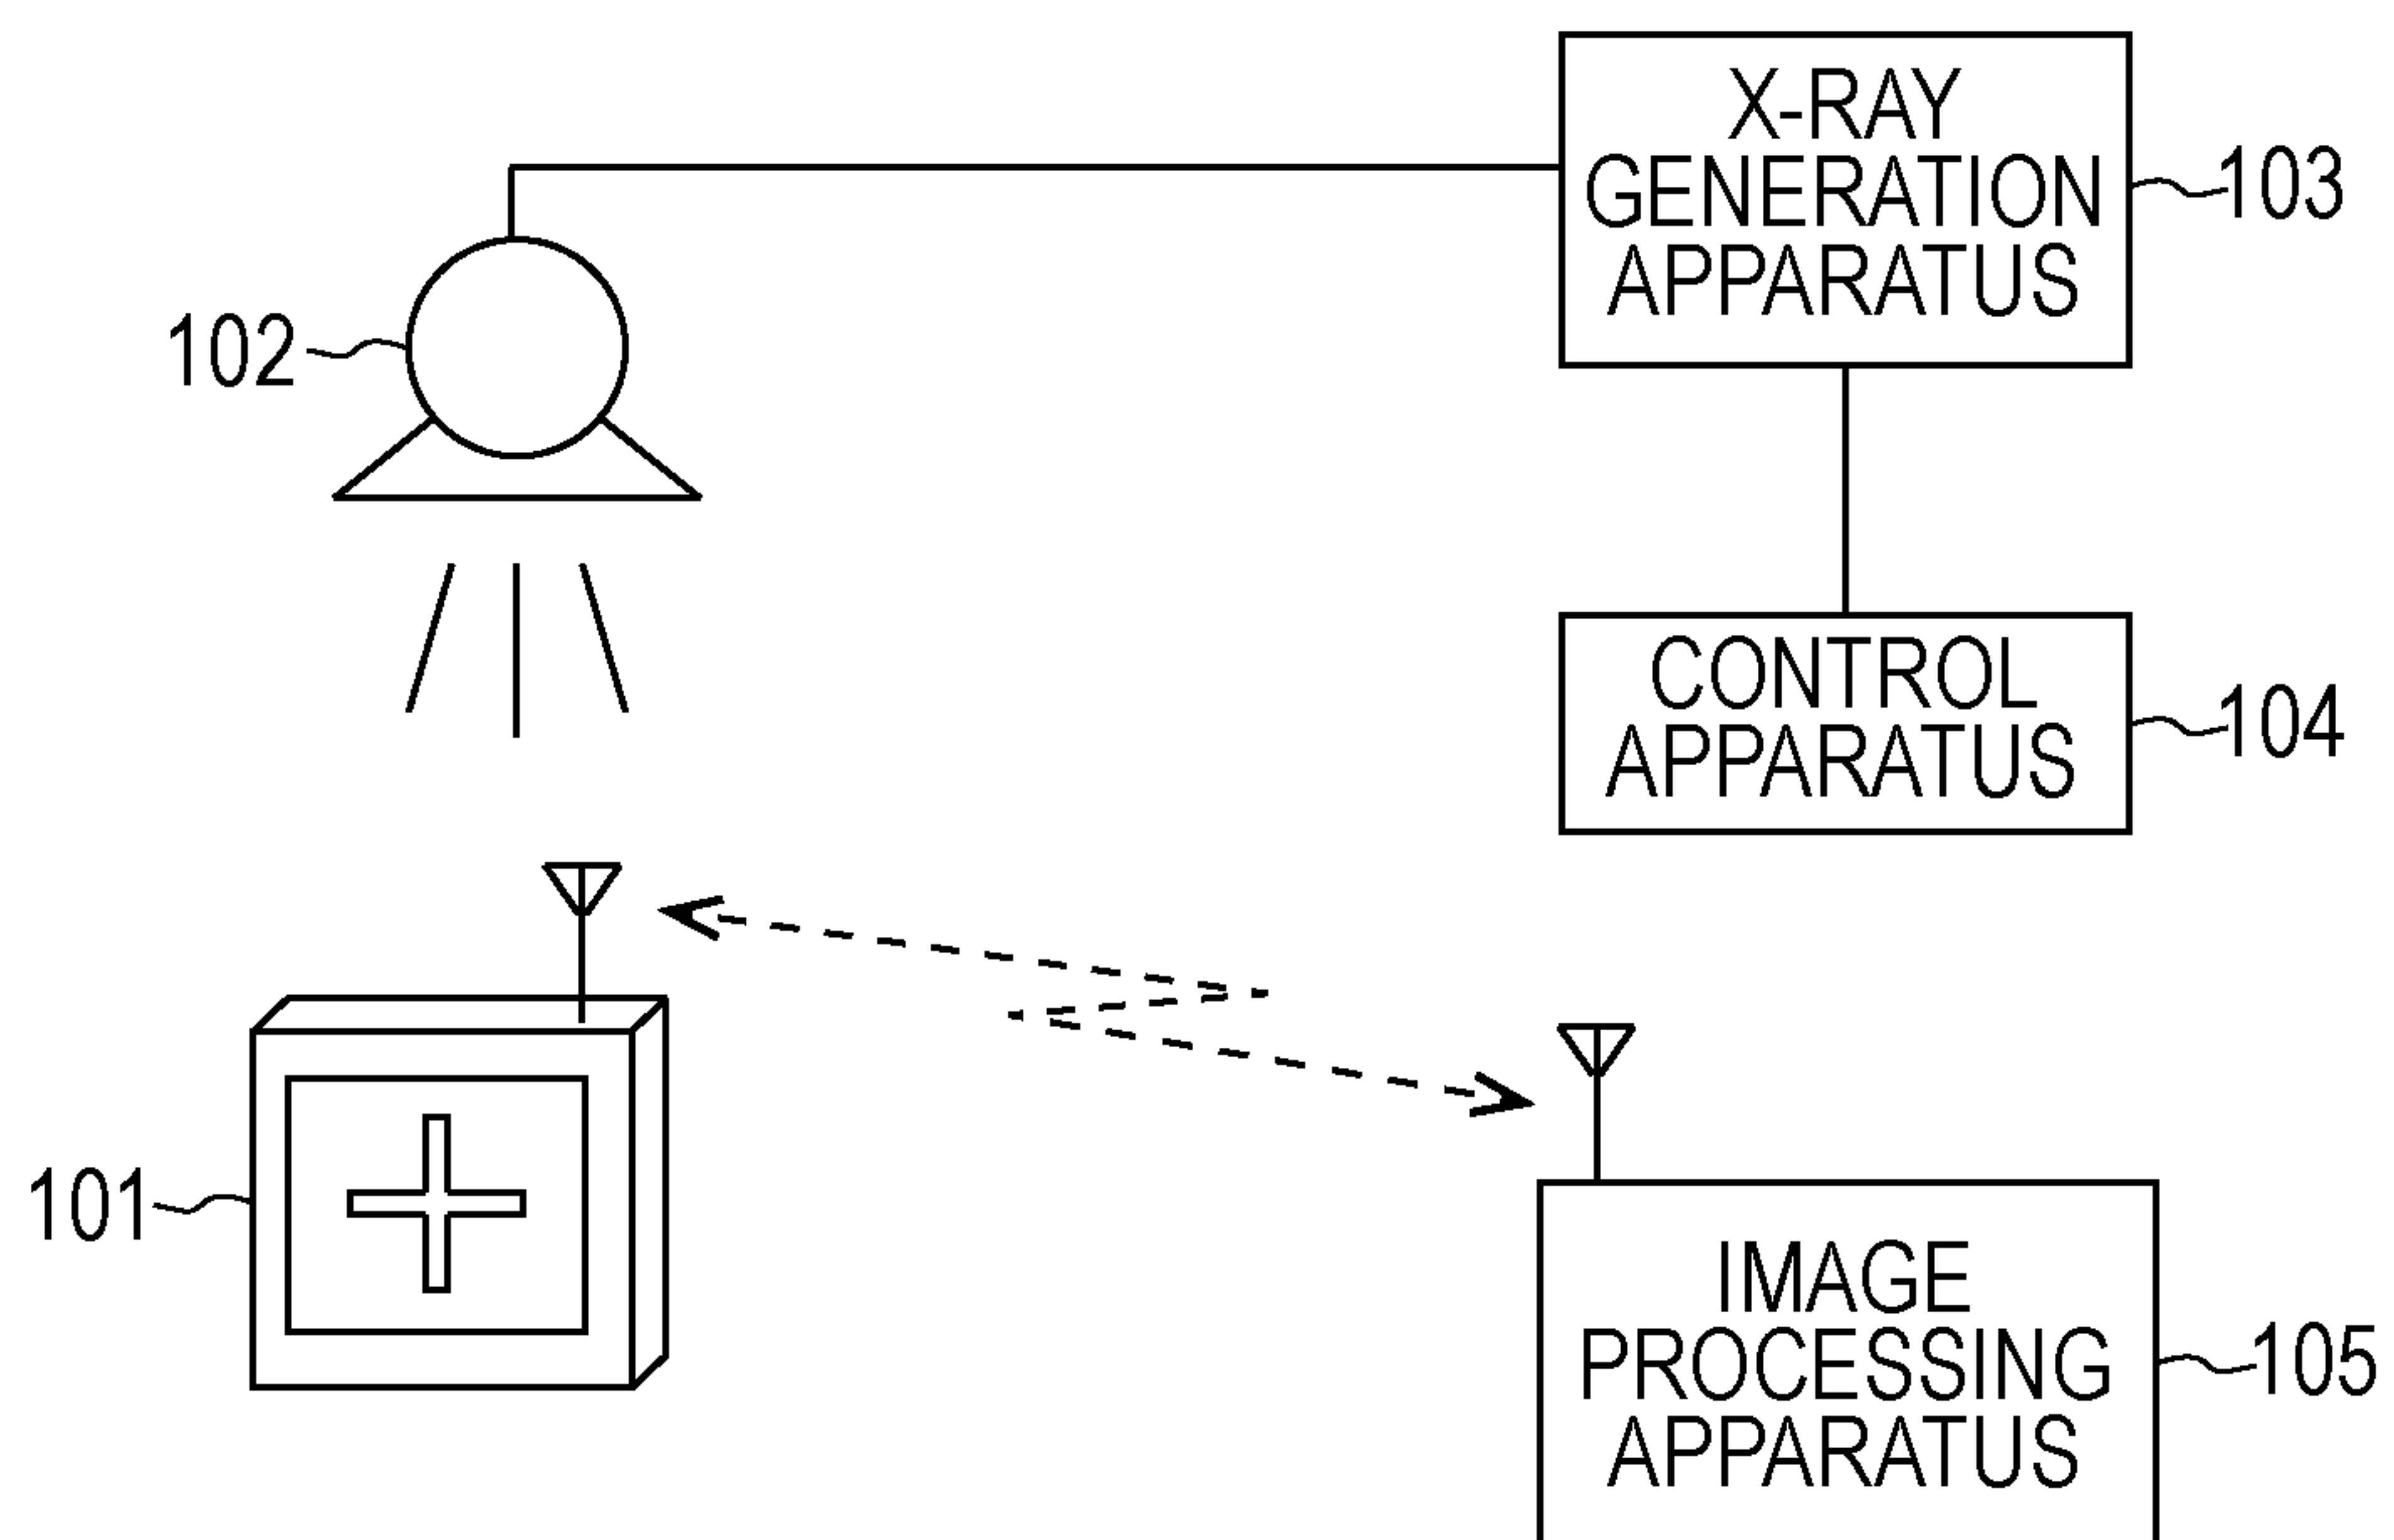 X-RAY
GENERATION
APPARATUS
103
102
CONTROL
APPARATUS
104
101
IMAGE
PROCESSING
APPARATUS
105